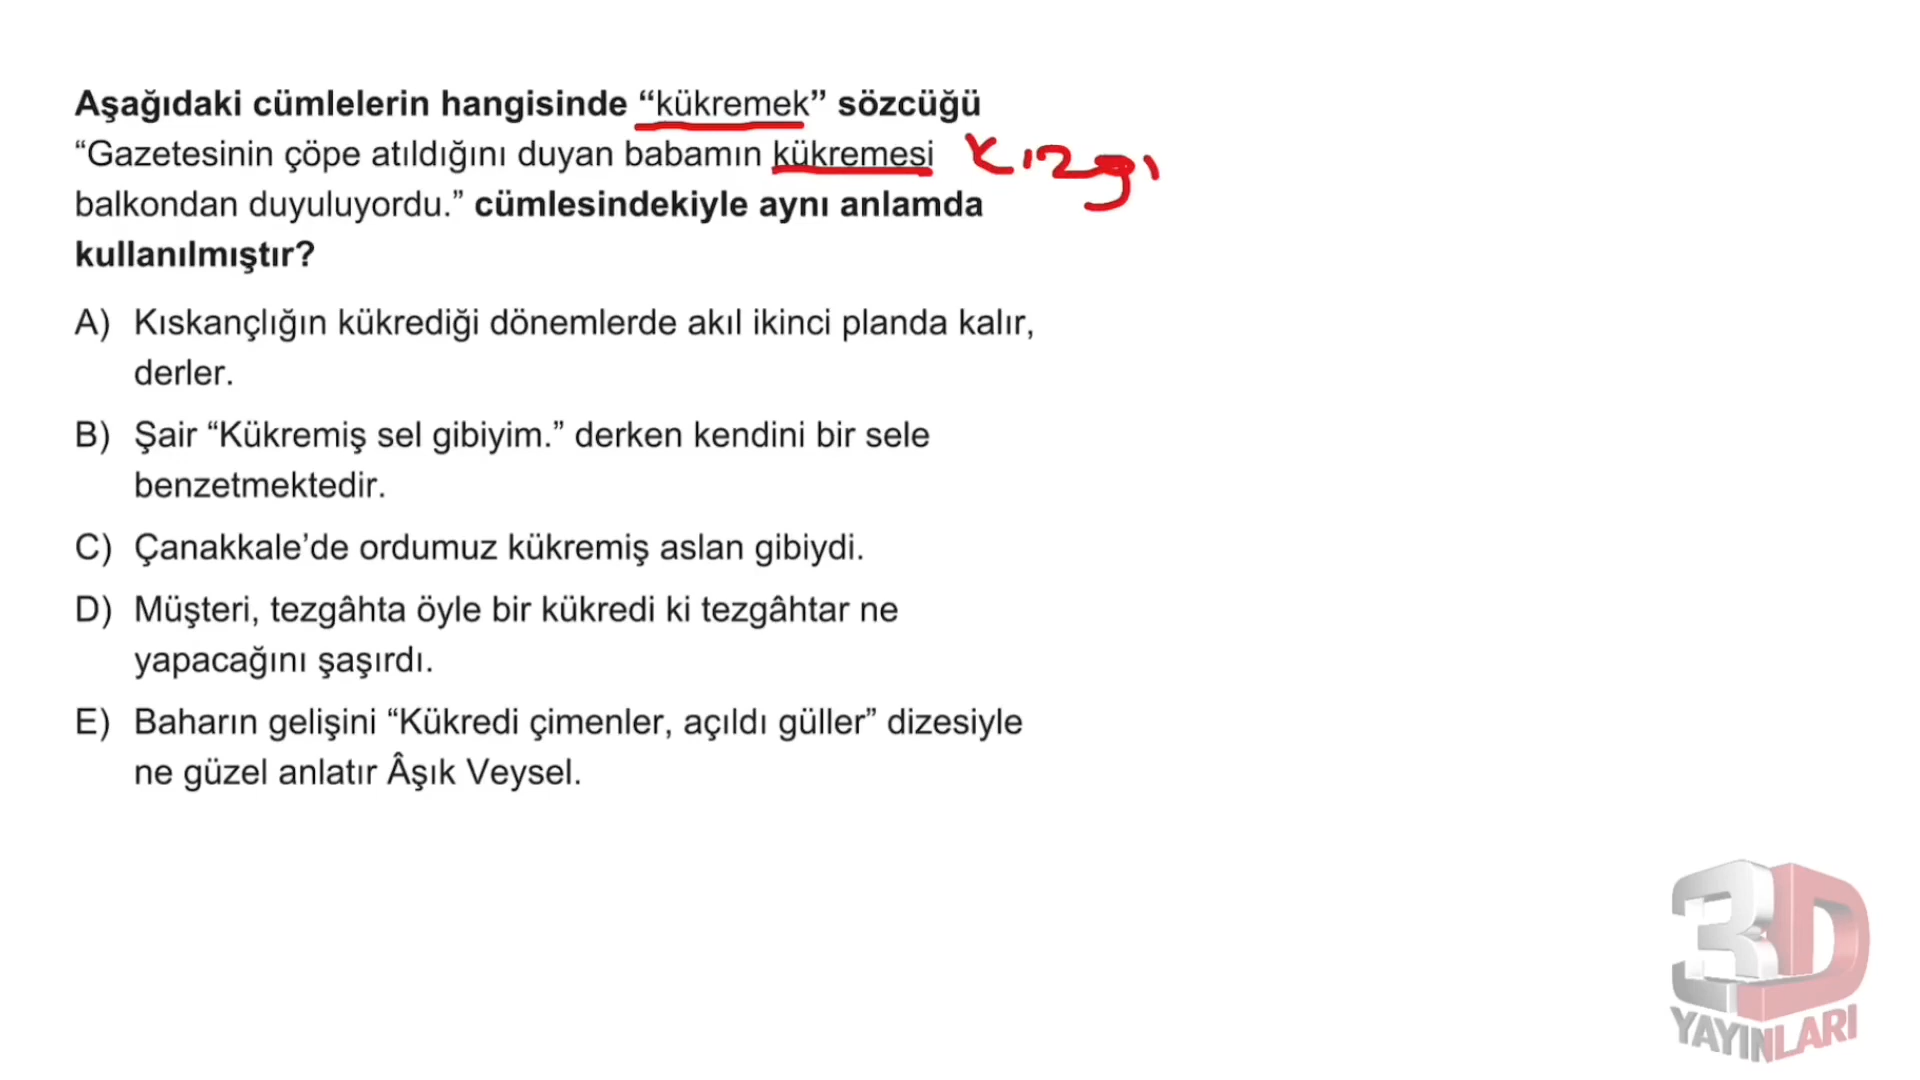 Aşağıdaki cümlelerin hangisinde “kükremek” sözcüğü
“Gazetesinin çöpe atıldığını duyan babamın kükremesi kızgı
balkondan duyuluyordu.” cümlesindekiyle aynı anlamda
kullanılmıştır?
A) Kıskançlığın kükrediği dönemlerde akıl ikinci planda kalır,
derler.
B) Şair “Kükremiş sel gibiyim.” derken kendini bir sele
benzetmektedir.
C) Çanakkale’de ordumuz kükremiş aslan gibiydi.
D) Müşteri, tezgâhta öyle bir kükredi ki tezgâhtar ne
yapacağını şaşırdı.
E) Baharın gelişini “Kükredi çimenler, açıldı güller” dizesiyle
ne güzel anlatır Âşık Veysel.
3D
YAYINLARI